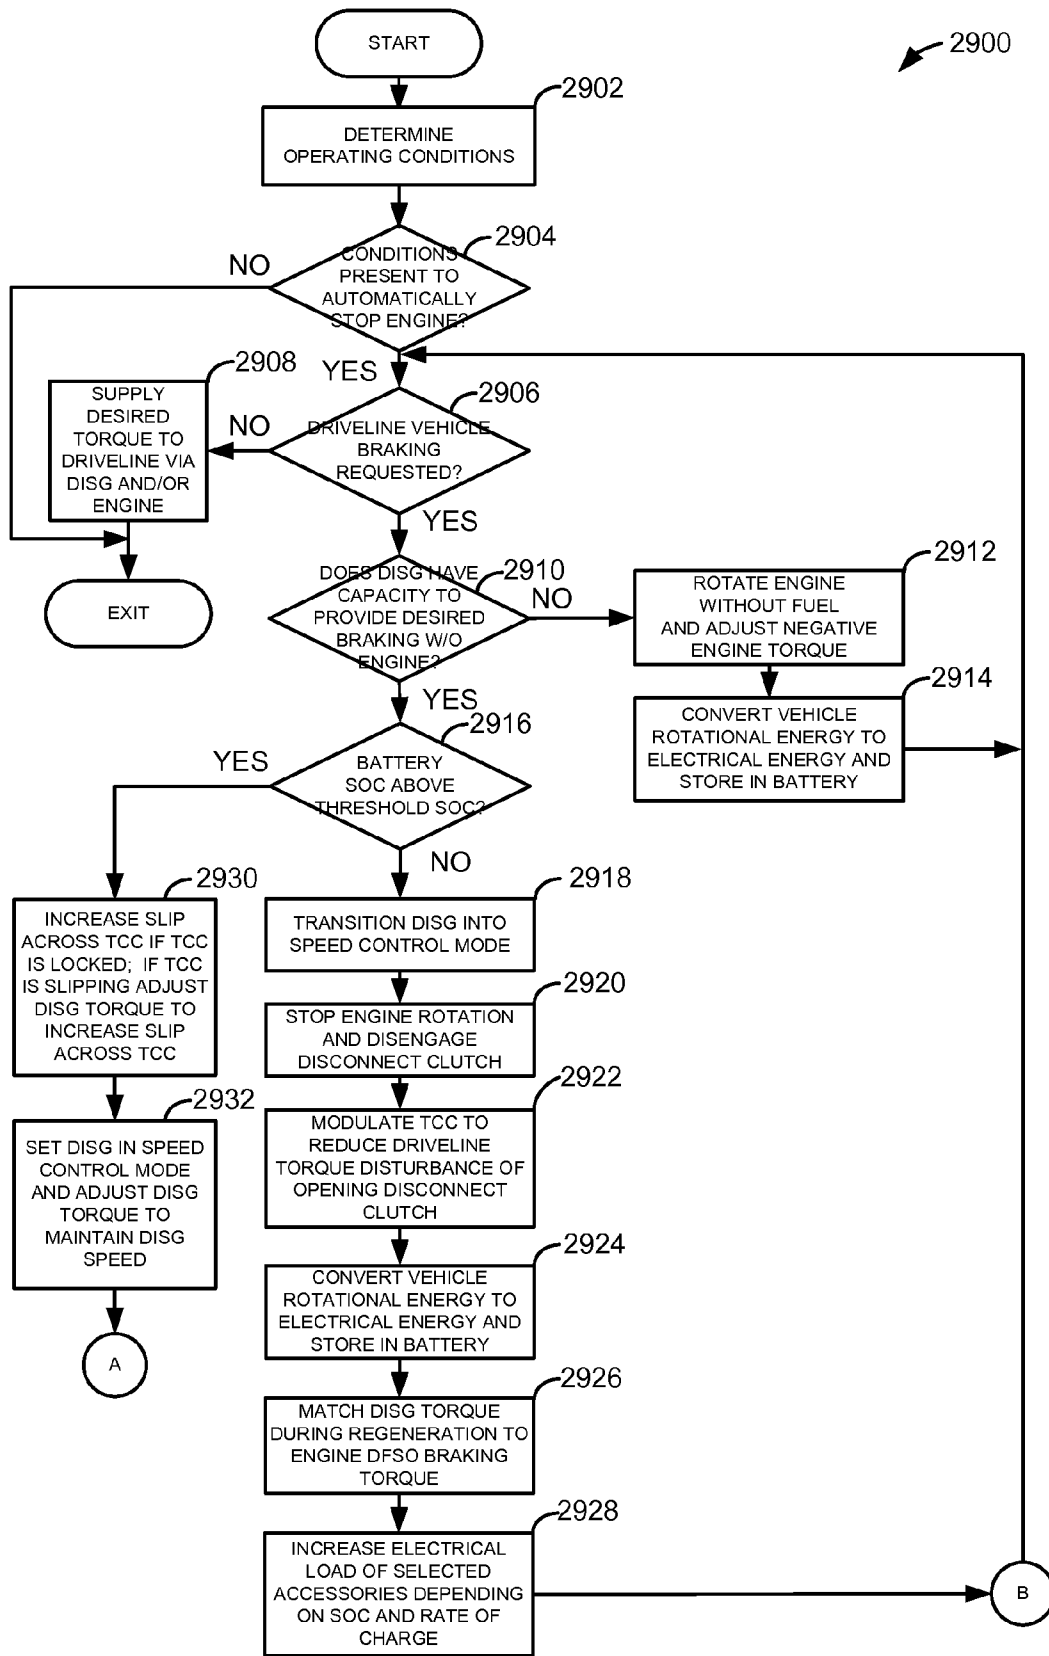 START
2900
2902
DETERMINE
OPERATING CONDITIONS
2904
CONDITIONS
PRESENT TO
AUTOMATICALLY
STOP ENGINE?
NO
YES
2908
SUPPLY
DESIRED
TORQUE TO
DRIVELINE VIA
DISG AND/OR
ENGINE
NO
2906
DRIVELINE VEHICLE
BRAKING
REQUESTED?
YES
EXIT
2910
DOES DISG HAVE
CAPACITY TO
PROVIDE DESIRED
BRAKING W/O
ENGINE?
NO
YES
2912
ROTATE ENGINE
WITHOUT FUEL
AND ADJUST NEGATIVE
ENGINE TORQUE
2914
CONVERT VEHICLE
ROTATIONAL ENERGY TO
ELECTRICAL ENERGY AND
STORE IN BATTERY
2916
BATTERY
SOC ABOVE
THRESHOLD SOC?
YES
NO
2930
INCREASE SLIP
ACROSS TCC IF TCC
IS LOCKED; IF TCC
IS SLIPPING ADJUST
DISG TORQUE TO
INCREASE SLIP
ACROSS TCC
2932
SET DISG IN SPEED
CONTROL MODE
AND ADJUST DISG
TORQUE TO
MAINTAIN DISG
SPEED
A
2918
TRANSITION DISG INTO
SPEED CONTROL MODE
2920
STOP ENGINE ROTATION
AND DISENGAGE
DISCONNECT CLUTCH
2922
MODULATE TCC TO
REDUCE DRIVELINE
TORQUE DISTURBANCE OF
OPENING DISCONNECT
CLUTCH
2924
CONVERT VEHICLE
ROTATIONAL ENERGY TO
ELECTRICAL ENERGY AND
STORE IN BATTERY
2926
MATCH DISG TORQUE
DURING REGENERATION TO
ENGINE DFSO BRAKING
TORQUE
2928
INCREASE ELECTRICAL
LOAD OF SELECTED
ACCESSORIES DEPENDING
ON SOC AND RATE OF
CHARGE
B